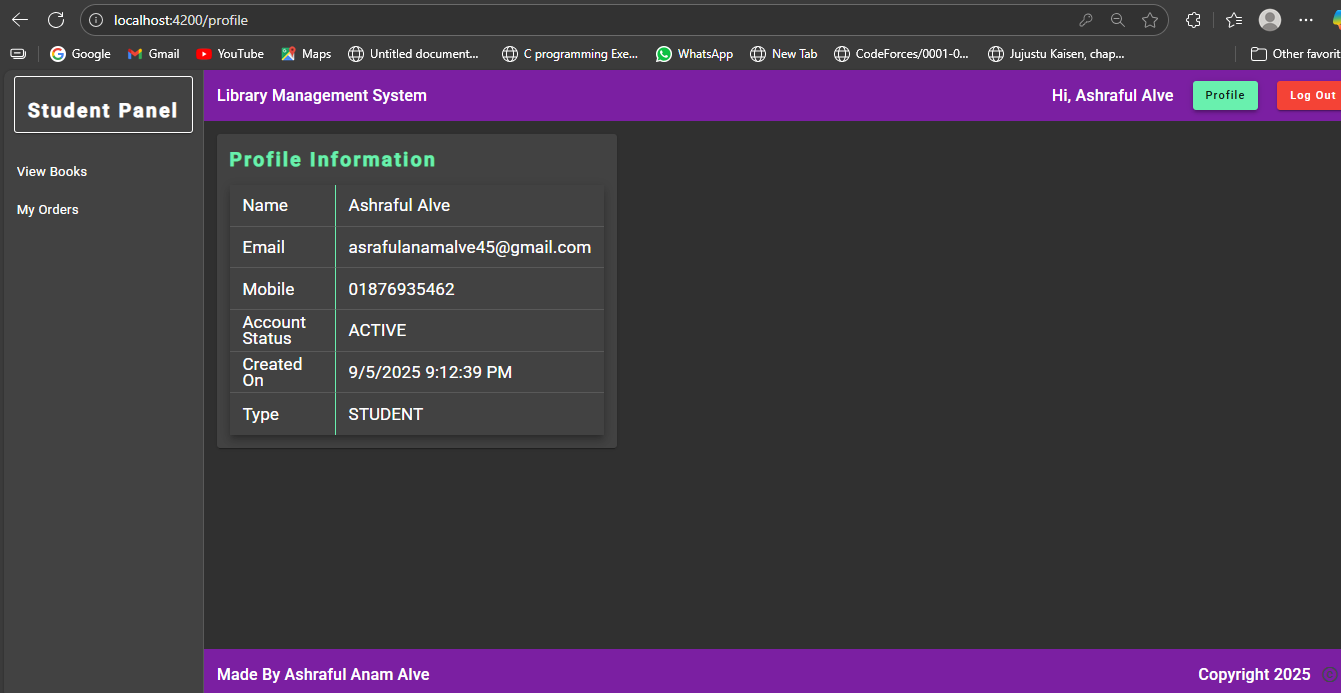 localhost:4200/profile
Google Gmail YouTube Maps Untitled document... C programming Exe... WhatsApp New Tab CodeForces/0001-0... Jujustu Kaisen, chap... Other favorit
Student Panel
View Books
My Orders
Library Management System Hi, Ashraful Alve Profile Log Out
Profile Information
Name Ashraful Alve
Email asrafulanamalve45@gmail.com
Mobile 01876935462
Account
Status ACTIVE
Created
On 9/5/2025 9:12:39 PM
Type STUDENT
Made By Ashraful Anam Alve Copyright 2025